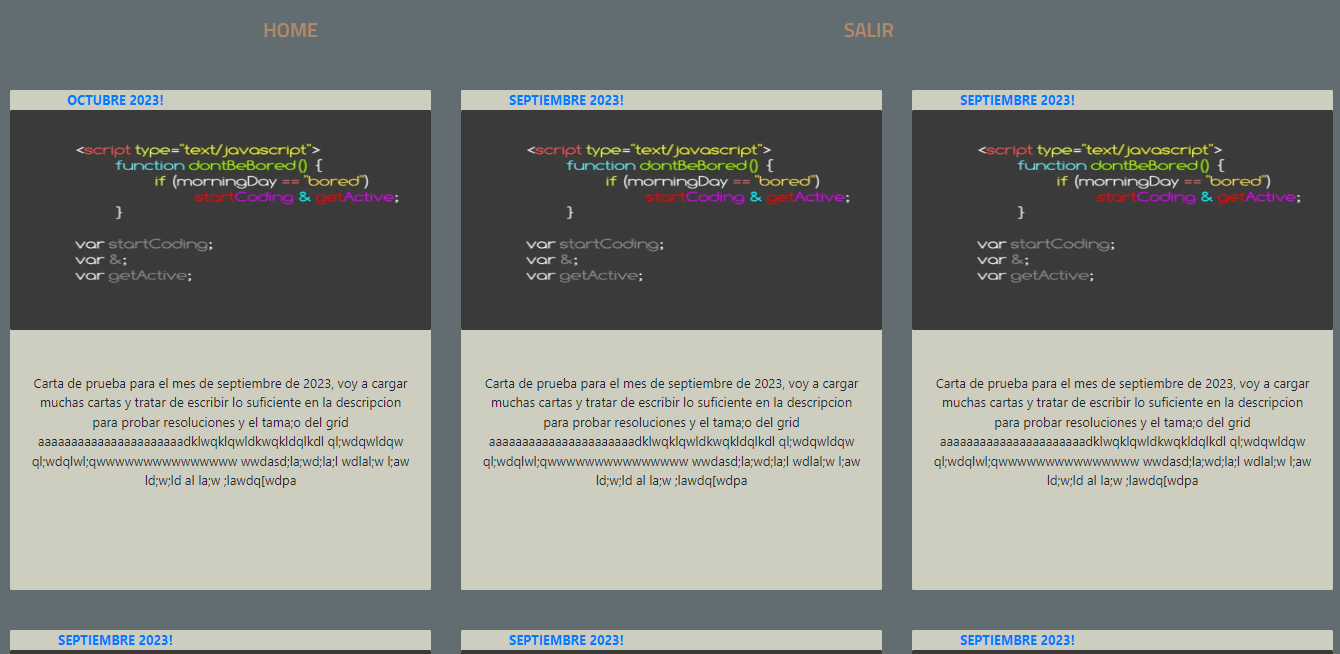 HOME
SALIR
OCTUBRE 2023!
<script type="text/javascript">
function dontBeBored() {
if (morningDay == "bored")
startCoding & getActive;
}
var startCoding;
var &;
var getActive;
Carta de prueba para el mes de septiembre de 2023, voy a cargar
muchas cartas y tratar de escribir lo suficiente en la descripcion
para probar resoluciones y el tama;o del grid
aaaaaaaaaaaaaaaaaaaaaadklwqklqwldkwqkldqlkdl ql;wdqwldqw
ql;wdqlwl;qwwwwwwwwwwwwwwwww wwdasd;la;wd;la;l wdlal;w l;aw
ld;w;ld al la;w ;lawdq[wdpa
SEPTIEMBRE 2023!
<script type="text/javascript">
function dontBeBored() {
if (morningDay == "bored")
startCoding & getActive;
}
var startCoding;
var &;
var getActive;
Carta de prueba para el mes de septiembre de 2023, voy a cargar
muchas cartas y tratar de escribir lo suficiente en la descripcion
para probar resoluciones y el tama;o del grid
aaaaaaaaaaaaaaaaaaaaaadklwqklqwldkwqkldqlkdl ql;wdqwldqw
ql;wdqlwl;qwwwwwwwwwwwwwwwww wwdasd;la;wd;la;l wdlal;w l;aw
ld;w;ld al la;w ;lawdq[wdpa
SEPTIEMBRE 2023!
<script type="text/javascript">
function dontBeBored() {
if (morningDay == "bored")
startCoding & getActive;
}
var startCoding;
var &;
var getActive;
Carta de prueba para el mes de septiembre de 2023, voy a cargar
muchas cartas y tratar de escribir lo suficiente en la descripcion
para probar resoluciones y el tama;o del grid
aaaaaaaaaaaaaaaaaaaaaadklwqklqwldkwqkldqlkdl ql;wdqwldqw
ql;wdqlwl;qwwwwwwwwwwwwwwwww wwdasd;la;wd;la;l wdlal;w l;aw
ld;w;ld al la;w ;lawdq[wdpa
SEPTIEMBRE 2023!
SEPTIEMBRE 2023!
SEPTIEMBRE 2023!